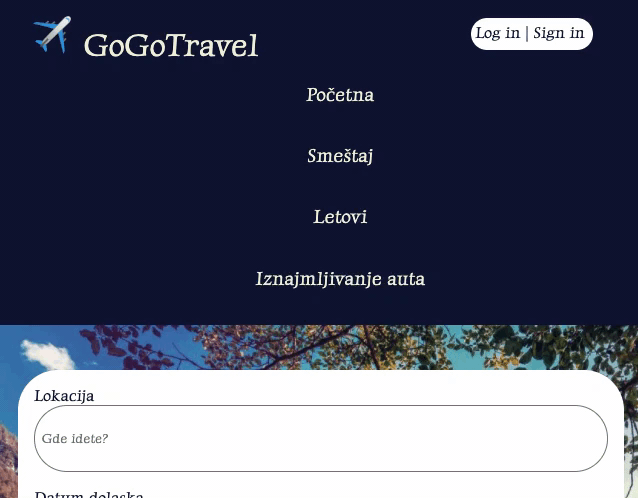 GoGoTravel
Log in | Sign in
Početna
Smeštaj
Letovi
Iznajmljivanje auta
Lokacija
Gde idete?
Datum dolaska